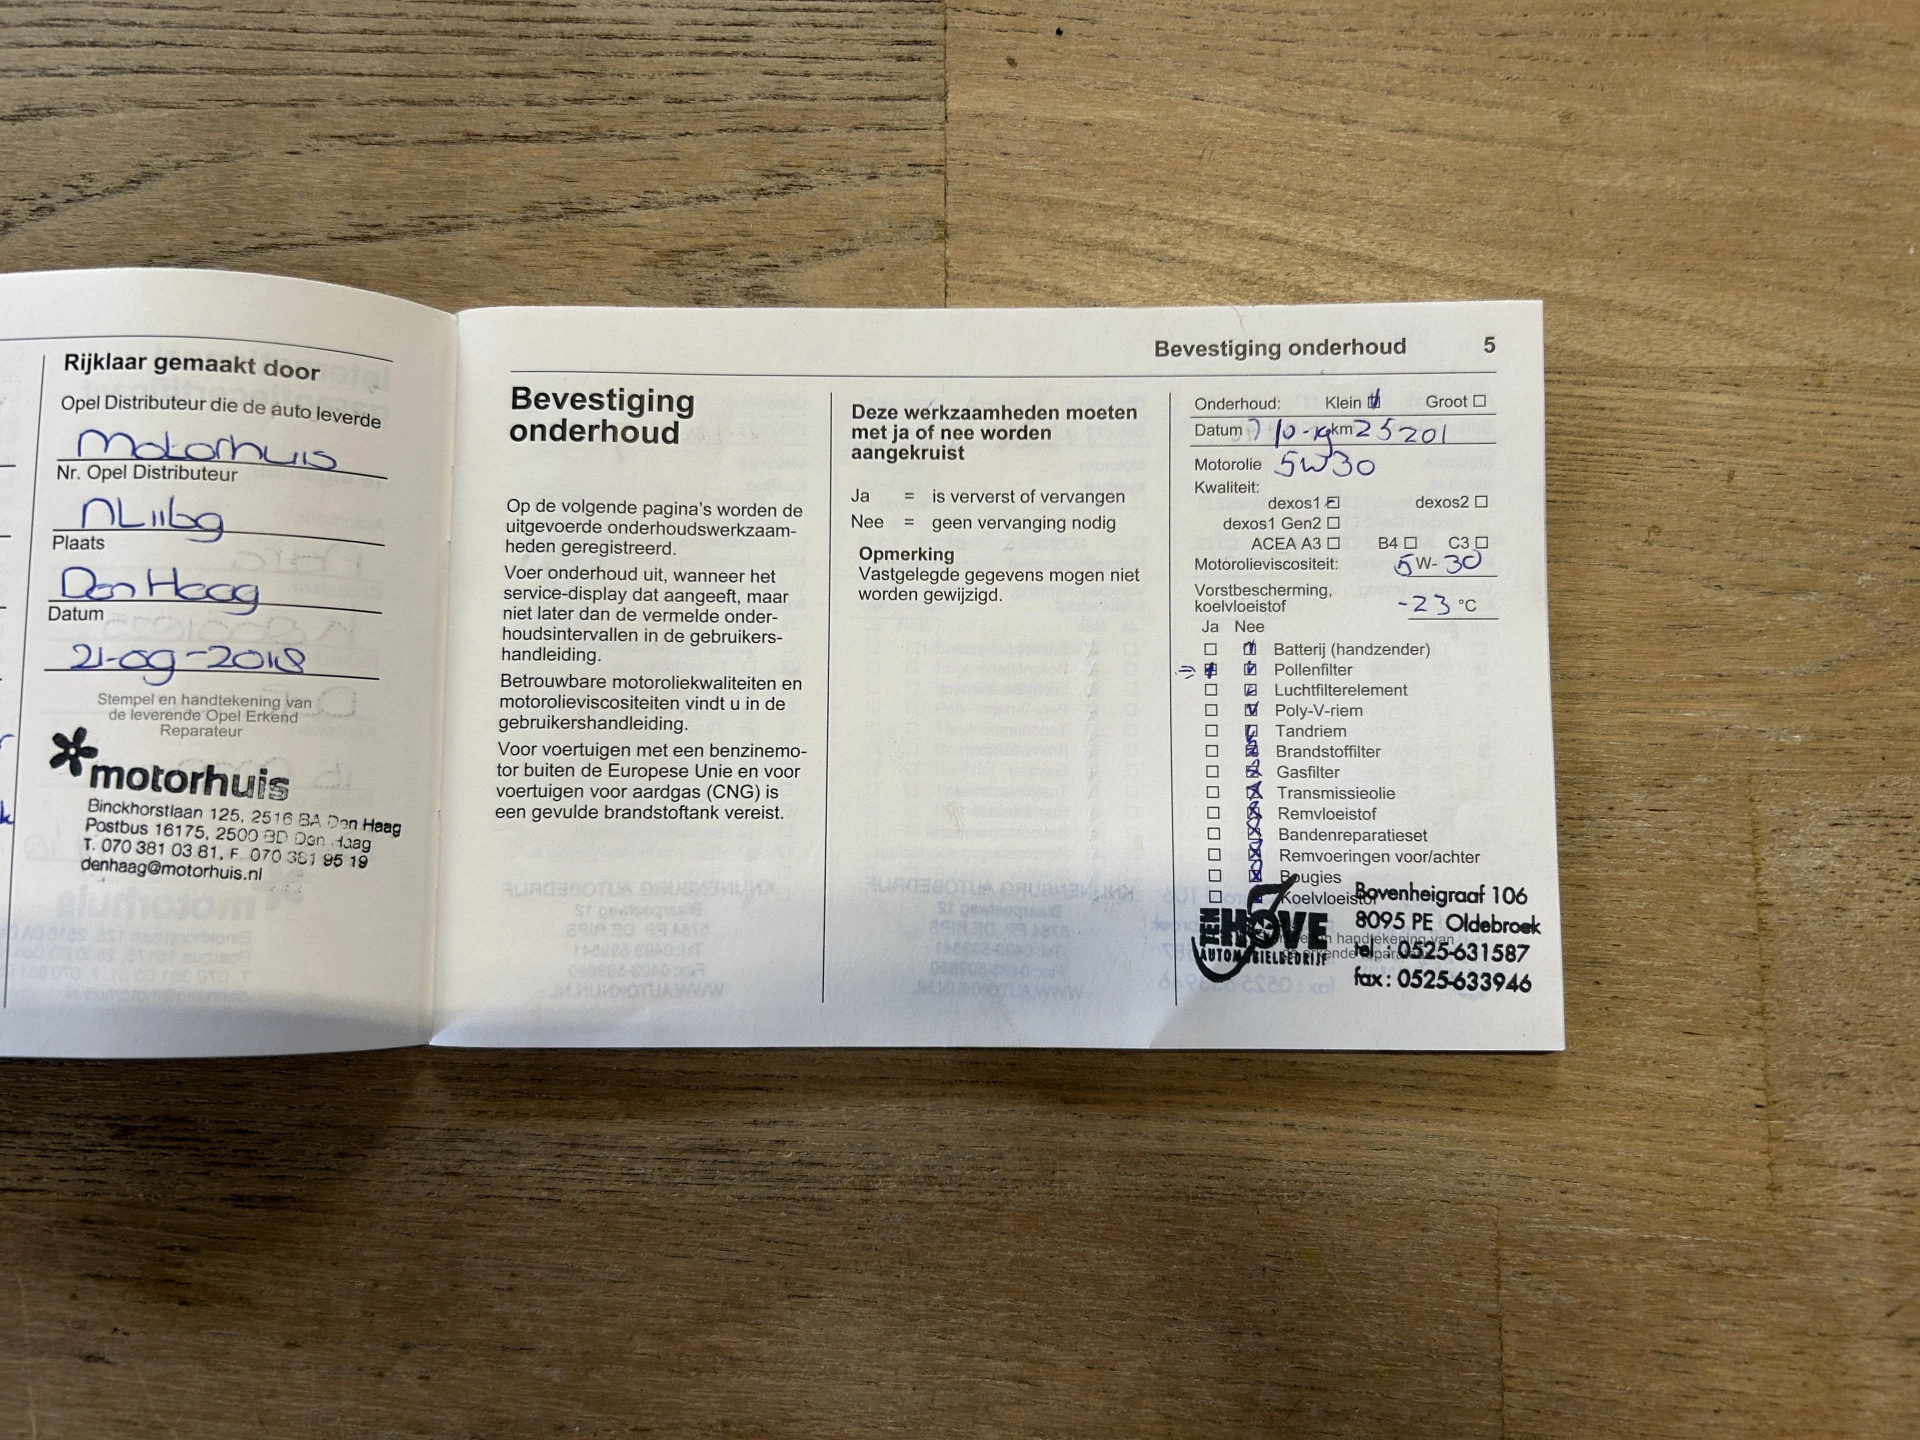 Rijklaar gemaakt door
Opel Distributeur die de auto leverde
Motorhuis
Nr. Opel Distributeur
Plaats
Den Haag
Datum
21-09-2018
Stempel en handtekening van
de leverende Opel Erkend
Reparateur
motorhuis
Binckhorstlaan 125, 2516 BA Den Haag
Postbus 16175, 2500 BD Den Haag
T. 070 381 03 81, F. 070 381 95 19
denhaag@motorhuis.nl
Bevestiging onderhoud 5
Bevestiging
onderhoud
Op de volgende pagina's worden de
uitgevoerde onderhoudswerkzaam-
heden geregistreerd.
Voer onderhoud uit, wanneer het
service-display dat aangeeft, maar
niet later dan de vermelde onder-
houdsintervallen in de gebruikers-
handleiding.
Betrouwbare motoroliekwaliteiten en
motorolieviscositeiten vindt u in de
gebruikershandleiding.
Voor voertuigen met een benzinemo-
tor buiten de Europese Unie en voor
voertuigen voor aardgas (CNG) is
een gevulde brandstoftank vereist.
Deze werkzaamheden moeten
met ja of nee worden
aangekruist
Ja = is ververst of vervangen
Nee = geen vervanging nodig
Opmerking
Vastgelegde gegevens mogen niet
worden gewijzigd.
Onderhoud: Klein Groot
Datum km 25201
Motorolie 5W30
Kwaliteit:
dexos1 dexos2
dexos1 Gen2
ACEA A3 B4 C3
Motorolieviscositeit: 5 W- 30
Vorstbescherming,
koelvloeistof -23 °C
Ja Nee
Batterij (handzender)
Pollenfilter
Luchtfilterelement
Poly-V-riem
Tandriem
Brandstoffilter
Gasfilter
Transmissieolie
Remvloeistof
Bandenreparatieset
Remvoeringen voor/achter
Bougies
Koelvloeistof
TEN HOVE
AUTOMOBIELBEDRIJF
Bovenheigraaf 106
8095 PE Oldebroek
tel.: 0525-631587
fax: 0525-633946